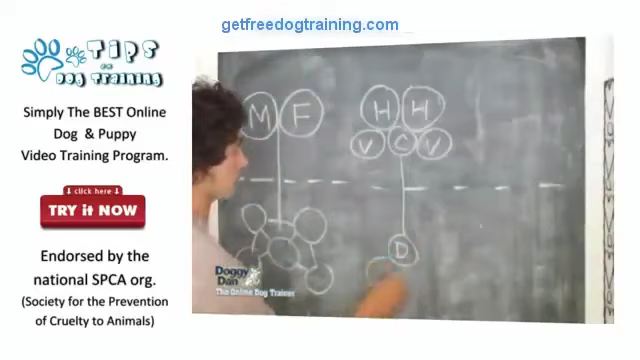 getfreedogtraining.com
Tips
on
Dog Training
Simply The BEST Online
Dog & Puppy
Video Training Program.
click here
TRY it NOW
Endorsed by the
national SPCA org.
(Society for the Prevention
of Cruelty to Animals)
M F
H H
V C V
D
Doggy
Dan
The Online Dog Trainer